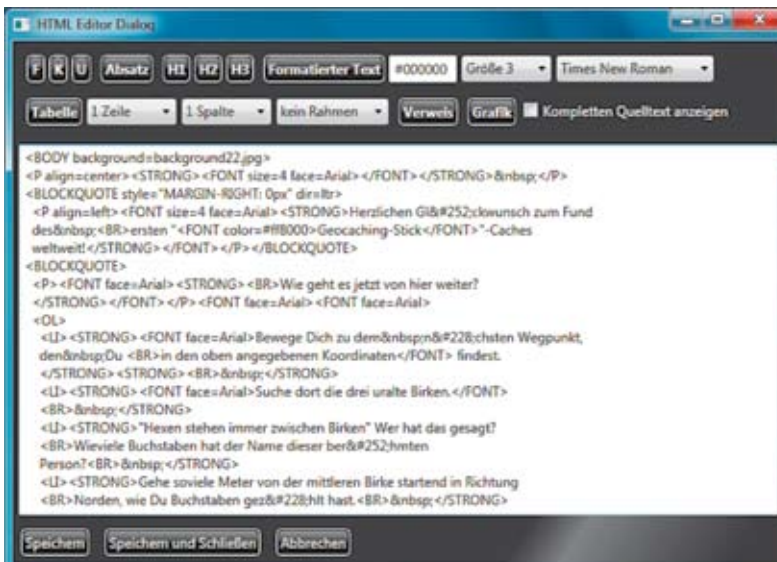 HTML Editor Dialog
F K U Absatz H1 H2 H3 Formatierter Text #000000 Größe 3 Times New Roman
Tabelle 1 Zeile 1 Spalte kein Rahmen Verweis Grafik Kompletten Quelltext anzeigen
<BODY background=background22.jpg>
<P align=center><STRONG><FONT size=4 face=Arial></FONT></STRONG>&nbsp;</P>
<BLOCKQUOTE style="MARGIN-RIGHT: 0px" dir=ltr>
<P align=left><FONT size=4 face=Arial><STRONG>Herzlichen Gl&#252;ckwunsch zum Fund
des&nbsp;<BR>ersten "<FONT color=#ff8000>Geocaching-Stick</FONT>"-Caches
weltweit!</STRONG></FONT></P></BLOCKQUOTE>
<BLOCKQUOTE>
<P><FONT face=Arial><STRONG><BR>Wie geht es jetzt von hier weiter?
</STRONG></FONT></P><FONT face=Arial><FONT face=Arial>
<OL>
<LI><STRONG><FONT face=Arial>Bewege Dich zu dem&nbsp;n&#228;chsten Wegpunkt,
den&nbsp;Du <BR>in den oben angegebenen Koordinaten</FONT> findest.
</STRONG><STRONG><BR>&nbsp;</STRONG>
<LI><STRONG><FONT face=Arial>Suche dort die drei uralte Birken.</FONT>
<BR>&nbsp;</STRONG>
<LI><STRONG>"Hexen stehen immer zwischen Birken" Wer hat das gesagt?
<BR>Wieviele Buchstaben hat der Name dieser ber&#252;hmten
Person?<BR>&nbsp;</STRONG>
<LI><STRONG>Gehe soviele Meter von der mittleren Birke startend in Richtung
<BR>Norden, wie Du Buchstaben gez&#228;hlt hast.<BR>&nbsp;</STRONG>
Speichern Speichern und Schließen Abbrechen